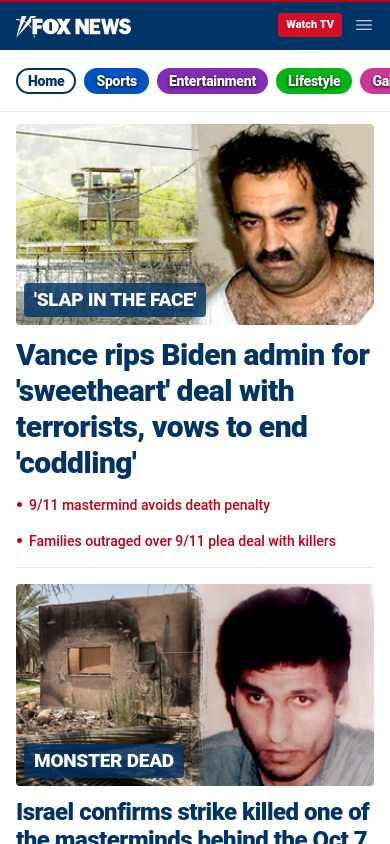 FOX NEWS
Watch TV
Home
Sports
Entertainment
Lifestyle
Ga
'SLAP IN THE FACE'
Vance rips Biden admin for
'sweetheart' deal with
terrorists, vows to end
'coddling'
• 9/11 mastermind avoids death penalty
• Families outraged over 9/11 plea deal with killers
MONSTER DEAD
Israel confirms strike killed one of
the masterminds behind the Oct 7